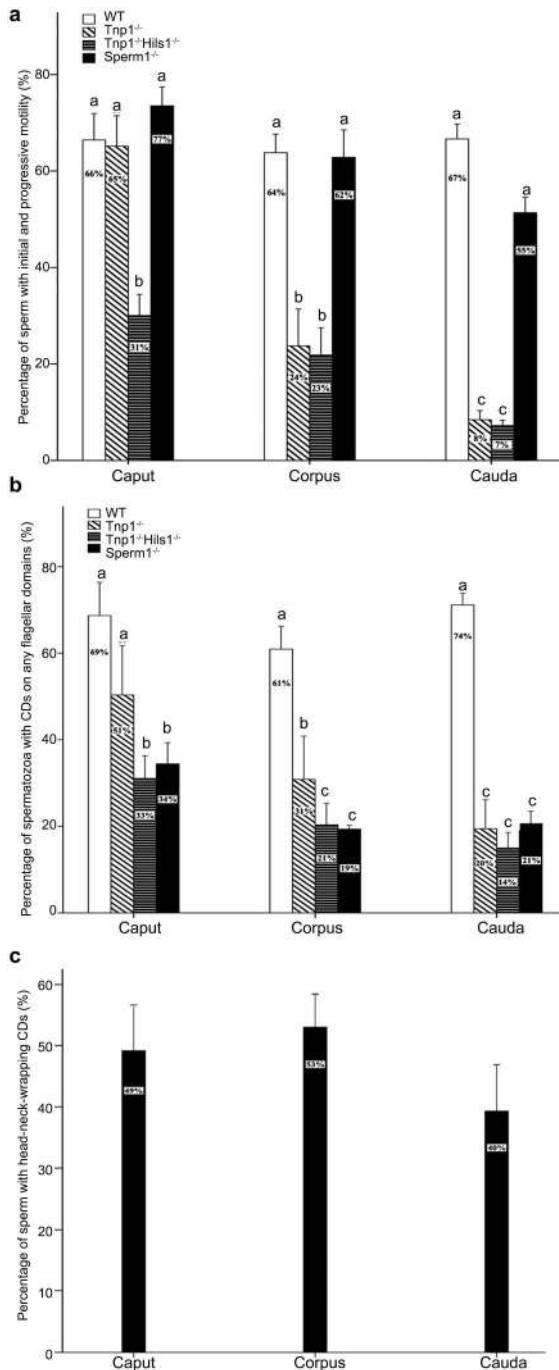 a
WT
Tnp1-/-
Tnp1-/-Hils1-/-
Sperm1-/-
Percentage of sperm with initial and progressive motility (%)
80
60
40
20
0
a a b a
a b b a
a c c a
66% 65% 31% 77%
64% 24% 23% 62%
67% 8% 7% 55%
Caput Corpus Cauda
b
WT
Tnp1-/-
Tnp1-/-Hils1-/-
Sperm1-/-
Percentage of spermatozoa with CDs on any flagellar domains (%)
80
60
40
20
0
a a b b
a b c c
a c c c
69% 52% 33% 34%
61% 31% 21% 19%
74% 20% 14% 21%
Caput Corpus Cauda
c
Percentage of sperm with head-neck-wrapping CDs (%)
60
50
40
30
20
10
0
49% 53% 40%
Caput Corpus Cauda